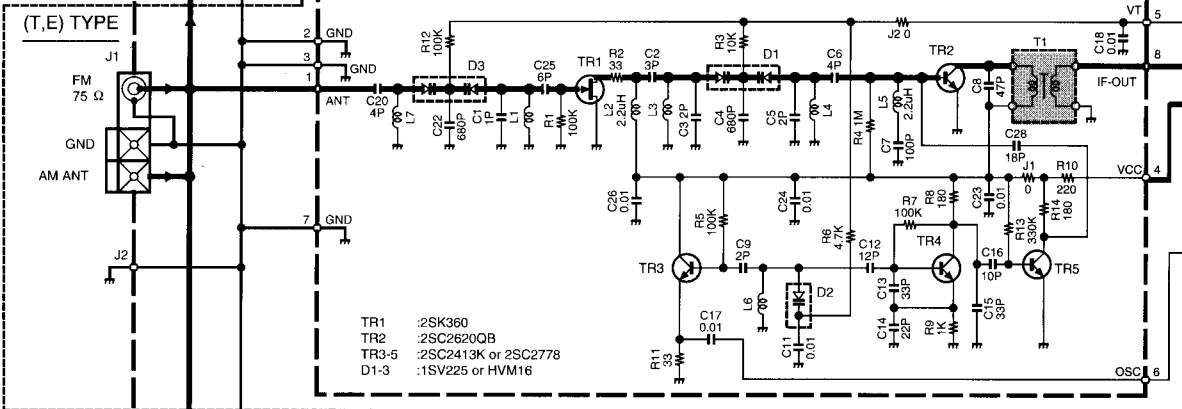 (T,E) TYPE
J1
FM
75 Ω
GND
AM ANT
J2
2 GND
3 GND
1 ANT
7 GND
C20
4P
L7
R12
100K
D3
C22
680P
C1
1P
L1
C25
6P
R1
100K
TR1
R2
33
L2
2.2uH
C2
3P
L3
C3 2P
R3
10K
D1
C4
680P
C5
2P
L4
C6
4P
R4 1M
L5
2.2uH
C7
100P
TR2
J2 0
C8
47P
T1
C18
0.01
VT 5
8
IF-OUT
C28
18P
VCC 4
C26
0.01
R5
100K
C24
0.01
R6
4.7K
R7
100K
R8
180
C23
0.01
J1
0
R10
220
R13
330K
R14
180
TR3
C9
2P
L6
D2
C11
0.01
C12
12P
C13
33P
C14
22P
TR4
R9
1K
C15
33P
C16
10P
TR5
C17
0.01
R11
33
OSC 6
TR1 :2SK360
TR2 :2SC2620QB
TR3-5 :2SC2413K or 2SC2778
D1-3 :1SV225 or HVM16